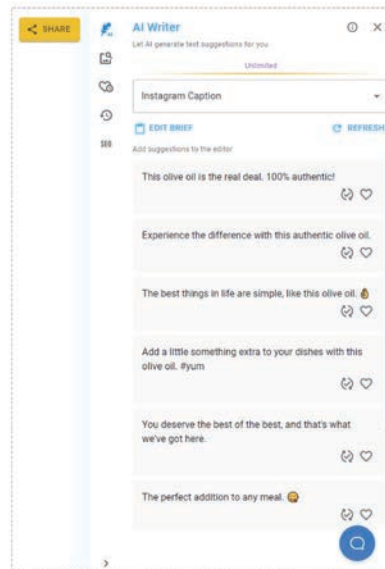 SHARE
AI Writer
Let AI generate text suggestions for you
Unlimited
Instagram Caption
EDIT BRIEF
REFRESH
Add suggestions to the editor
This olive oil is the real deal. 100% authentic!
Experience the difference with this authentic olive oil.
The best things in life are simple, like this olive oil.
Add a little something extra to your dishes with this
olive oil. #yum
You deserve the best of the best, and that's what
we've got here.
The perfect addition to any meal. 😋